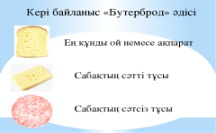 Кері байланыс «Бутерброд» әдісі
Ең құнды ой немесе ақпарат
Сабақтың сәтті тұсы
Сабақтың сәтсіз тұсы